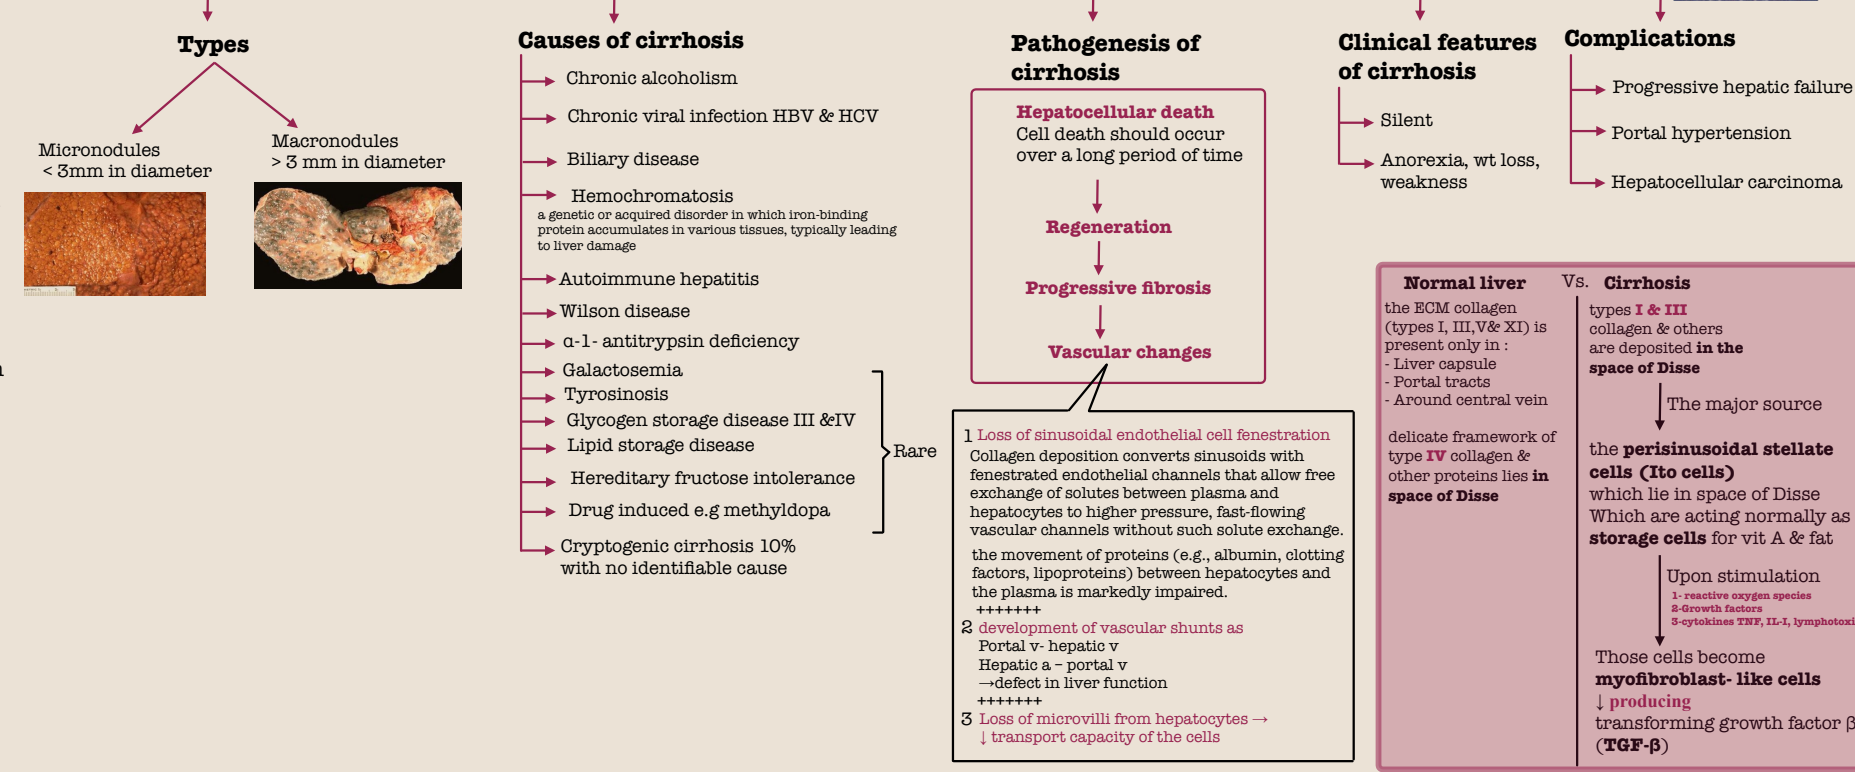 Types
Micronodules
< 3mm in diameter
Macronodules
> 3 mm in diameter
Causes of cirrhosis
Chronic alcoholism
Chronic viral infection HBV & HCV
Biliary disease
Hemochromatosis
a genetic or acquired disorder in which iron-binding
protein accumulates in various tissues, typically leading
to liver damage
Autoimmune hepatitis
Wilson disease
α-1- antitrypsin deficiency
Galactosemia
Tyrosinosis
Glycogen storage disease III &IV
Lipid storage disease
Hereditary fructose intolerance
Drug induced e.g methyldopa
Rare
Cryptogenic cirrhosis 10%
with no identifiable cause
Pathogenesis of
cirrhosis
Hepatocellular death
Cell death should occur
over a long period of time
Regeneration
Progressive fibrosis
Vascular changes
1 Loss of sinusoidal endothelial cell fenestration
Collagen deposition converts sinusoids with
fenestrated endothelial channels that allow free
exchange of solutes between plasma and
hepatocytes to higher pressure, fast-flowing
vascular channels without such solute exchange.
the movement of proteins (e.g., albumin, clotting
factors, lipoproteins) between hepatocytes and
the plasma is markedly impaired.
+++++++
2 development of vascular shunts as
Portal v- hepatic v
Hepatic a – portal v
→defect in liver function
+++++++
3 Loss of microvilli from hepatocytes →
↓ transport capacity of the cells
Clinical features
of cirrhosis
Silent
Anorexia, wt loss,
weakness
Complications
Progressive hepatic failure
Portal hypertension
Hepatocellular carcinoma
Normal liver Vs. Cirrhosis
the ECM collagen
(types I, III,V& XI) is
present only in :
- Liver capsule
- Portal tracts
- Around central vein
delicate framework of
type IV collagen &
other proteins lies in
space of Disse
types I & III
collagen & others
are deposited in the
space of Disse
The major source
the perisinusoidal stellate
cells (Ito cells)
which lie in space of Disse
Which are acting normally as
storage cells for vit A & fat
Upon stimulation
1- reactive oxygen species
2-Growth factors
3-cytokines TNF, IL-I, lymphotoxi
Those cells become
myofibroblast- like cells
↓ producing
transforming growth factor β
(TGF-β)